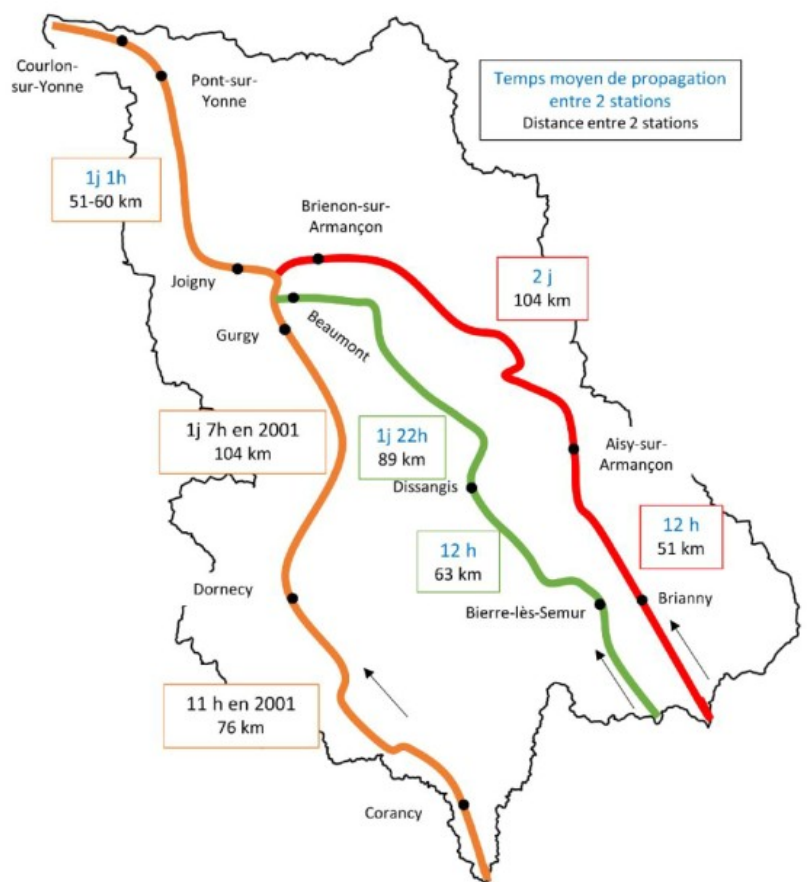 Courlon-
sur-Yonne
Pont-sur-
Yonne
Temps moyen de propagation
entre 2 stations
Distance entre 2 stations
1j 1h
51-60 km
Brienon-sur-
Armançon
Joigny
2 j
104 km
Gurgy
Beaumont
1j 7h en 2001
104 km
1j 22h
89 km
Dissangis
Aisy-sur-
Armançon
12 h
63 km
12 h
51 km
Dornecy
Bierre-lès-Semur
Brianny
11 h en 2001
76 km
Corancy